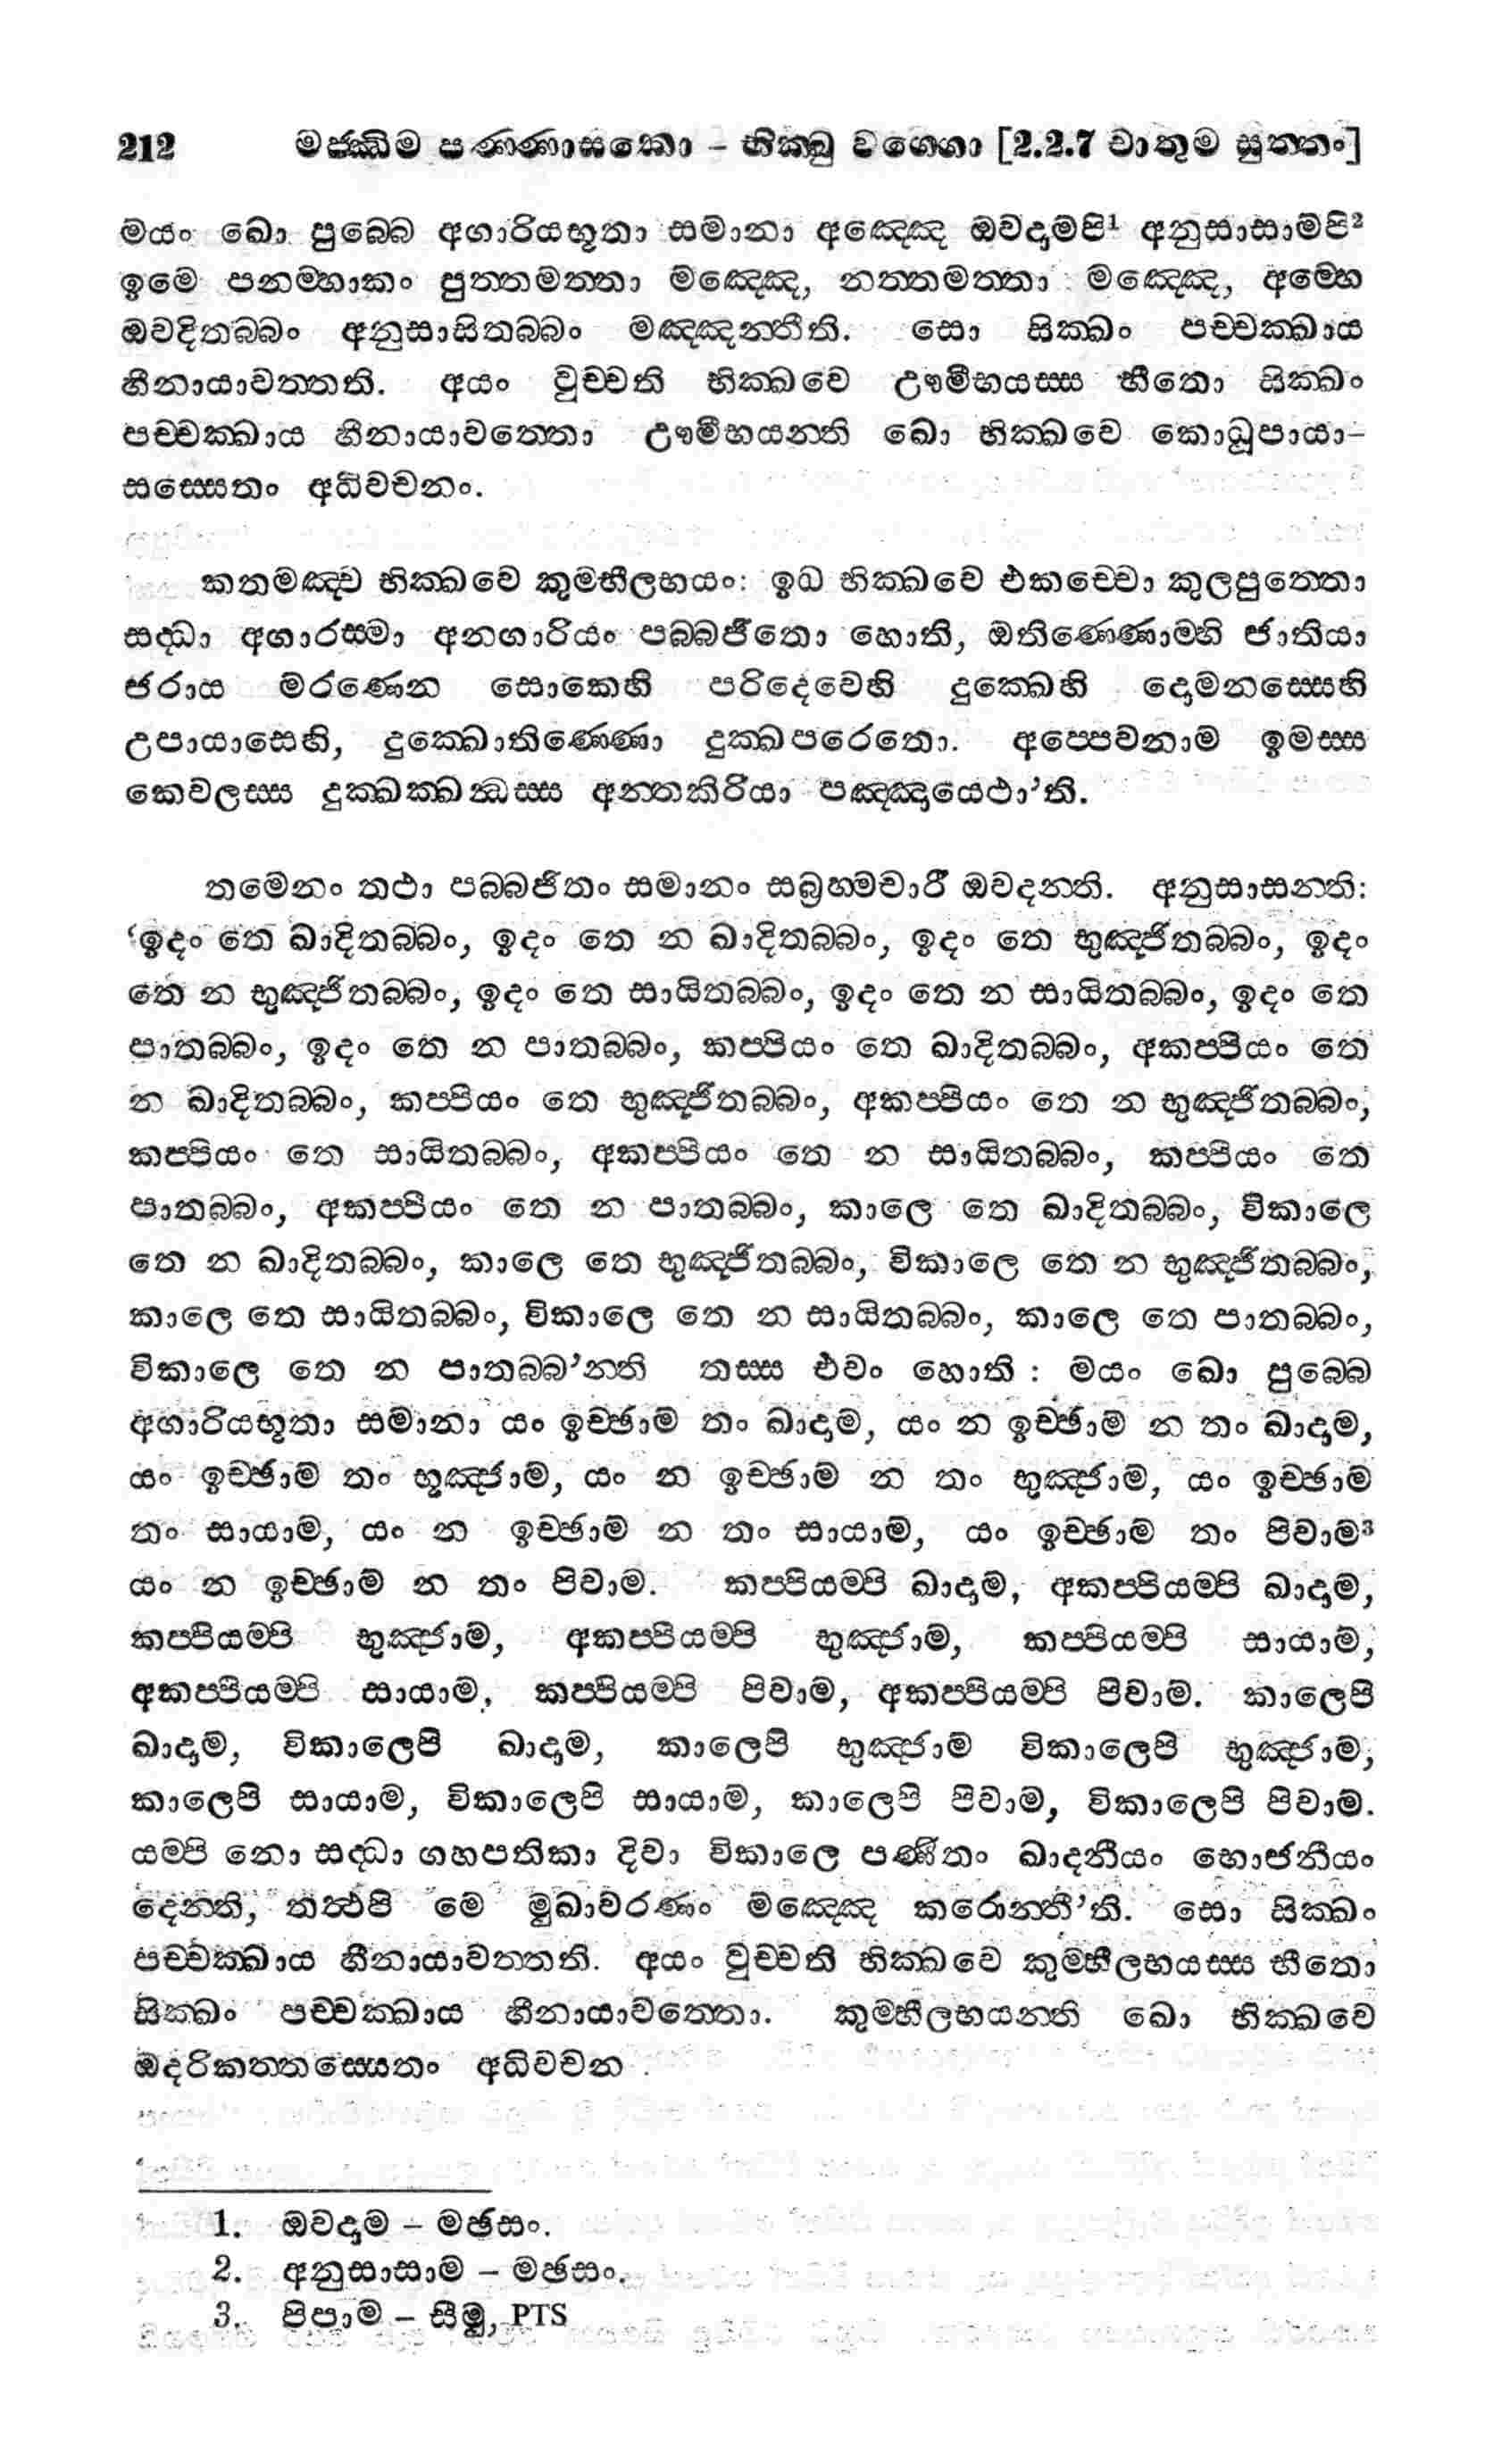 212 මජ්ඣිම පණ්ණාසකො – භික්ඛු වග්ගො [2.2.7 චාතුම සුත්තං]
මයං ඛො පුබ්බෙ අගාරියභූතා සමානා අඤ්ඤෙ ඔවදාමපි¹ අනුසාසාමපි²
ඉමෙ පනම්හාකං පුත්තමත්තා මඤ්ඤෙ, නත්තමත්තා මඤ්ඤෙ, අම්හෙ
ඔවදිතබ්බං අනුසාසිතබ්බං මඤ්ඤන්තීති. සො සික්ඛං පච්චක්ඛාය
හීනායාවත්තති. අයං වුච්චති භික්ඛවෙ ඌමිභයස්ස භීතො සික්ඛං
පච්චක්ඛාය හීනායාවත්තො ඌමිභයන්ති ඛො භික්ඛවෙ කොධූපායා-
සස්සෙතං අධිවචනං.
කතමඤ්ච භික්ඛවෙ කුම්භීලභයං: ඉධ භික්ඛවෙ එකච්චො කුලපුත්තො
සද්ධා අගාරස්මා අනගාරියං පබ්බජිතො හොති, ඔතිණ්ණොම්හි ජාතියා
ජරාය මරණෙන සොකෙහි පරිදෙවෙහි දුක්ඛෙහි දොමනස්සෙහි
උපායාසෙහි, දුක්ඛොතිණ්ණො දුක්ඛපරෙතො. අප්පෙවනාම ඉමස්ස
කෙවලස්ස දුක්ඛක්ඛන්ධස්ස අන්තකිරියා පඤ්ඤායෙථා’ති.
තමෙනං තථා පබ්බජිතං සමානං සබ්‍රහ්මචාරී ඔවදන්ති. අනුසාසන්ති:
‘ඉදං තෙ ඛාදිතබ්බං, ඉදං තෙ න ඛාදිතබ්බං, ඉදං තෙ භුඤ්ජිතබ්බං, ඉදං
තෙ න භුඤ්ජිතබ්බං, ඉදං තෙ සායිතබ්බං, ඉදං තෙ න සායිතබ්බං, ඉදං තෙ
පාතබ්බං, ඉදං තෙ න පාතබ්බං, කප්පියං තෙ ඛාදිතබ්බං, අකප්පියං තෙ
න ඛාදිතබ්බං, කප්පියං තෙ භුඤ්ජිතබ්බං, අකප්පියං තෙ න භුඤ්ජිතබ්බං,
කප්පියං තෙ සායිතබ්බං, අකප්පියං තෙ න සායිතබ්බං, කප්පියං තෙ
පාතබ්බං, අකප්පියං තෙ න පාතබ්බං, කාලෙ තෙ ඛාදිතබ්බං, විකාලෙ
තෙ න ඛාදිතබ්බං, කාලෙ තෙ භුඤ්ජිතබ්බං, විකාලෙ තෙ න භුඤ්ජිතබ්බං,
කාලෙ තෙ සායිතබ්බං, විකාලෙ තෙ න සායිතබ්බං, කාලෙ තෙ පාතබ්බං,
විකාලෙ තෙ න පාතබ්බ’න්ති තස්ස එවං හොති : මයං ඛො පුබ්බෙ
අගාරියභූතා සමානා යං ඉච්ඡාම තං ඛාදාම, යං න ඉච්ඡාම න තං ඛාදාම,
යං ඉච්ඡාම තං භූඤ්ජාම, යං න ඉච්ඡාම න තං භුඤ්ජාම, යං ඉච්ඡාම
තං සායාම, යං න ඉච්ඡාම න තං සායාම, යං ඉච්ඡාම තං පිවාම³
යං න ඉච්ඡාම න තං පිවාම. කප්පියම්පි ඛාදාම, අකප්පියම්පි ඛාදාම,
කප්පියම්පි භුඤ්ජාම, අකප්පියම්පි භුඤ්ජාම, කප්පියම්පි සායාම,
අකප්පියම්පි සායාම, කප්පියම්පි පිවාම, අකප්පියම්පි පිවාම. කාලෙපි
ඛාදාම, විකාලෙපි ඛාදාම, කාලෙපි භුඤ්ජාම විකාලෙපි භුඤ්ජාම,
කාලෙපි සායාම, විකාලෙපි සායාම, කාලෙපි පිවාම, විකාලෙපි පිවාම.
යම්පි නො සද්ධා ගහපතිකා දිවා විකාලෙ පණීතං ඛාදනීයං භොජනීයං
දෙන්ති, තත්‍ථපි මෙ මුඛාවරණං මඤ්ඤෙ කරොන්තී’ති. සො සික්ඛං
පච්චක්ඛාය හීනායාවත්තති. අයං වුච්චති භික්ඛවෙ කුම්භීලභයස්ස භීතො
සික්ඛං පච්චක්ඛාය හීනායාවත්තො. කුම්භීලභයන්ති ඛො භික්ඛවෙ
ඔදරිකත්තස්සෙතං අධිවචන .
1. ඔවදාම – මඡසං.
2. අනුසාසාම – මඡසං.
3. පිපාම – සීමු, PTS